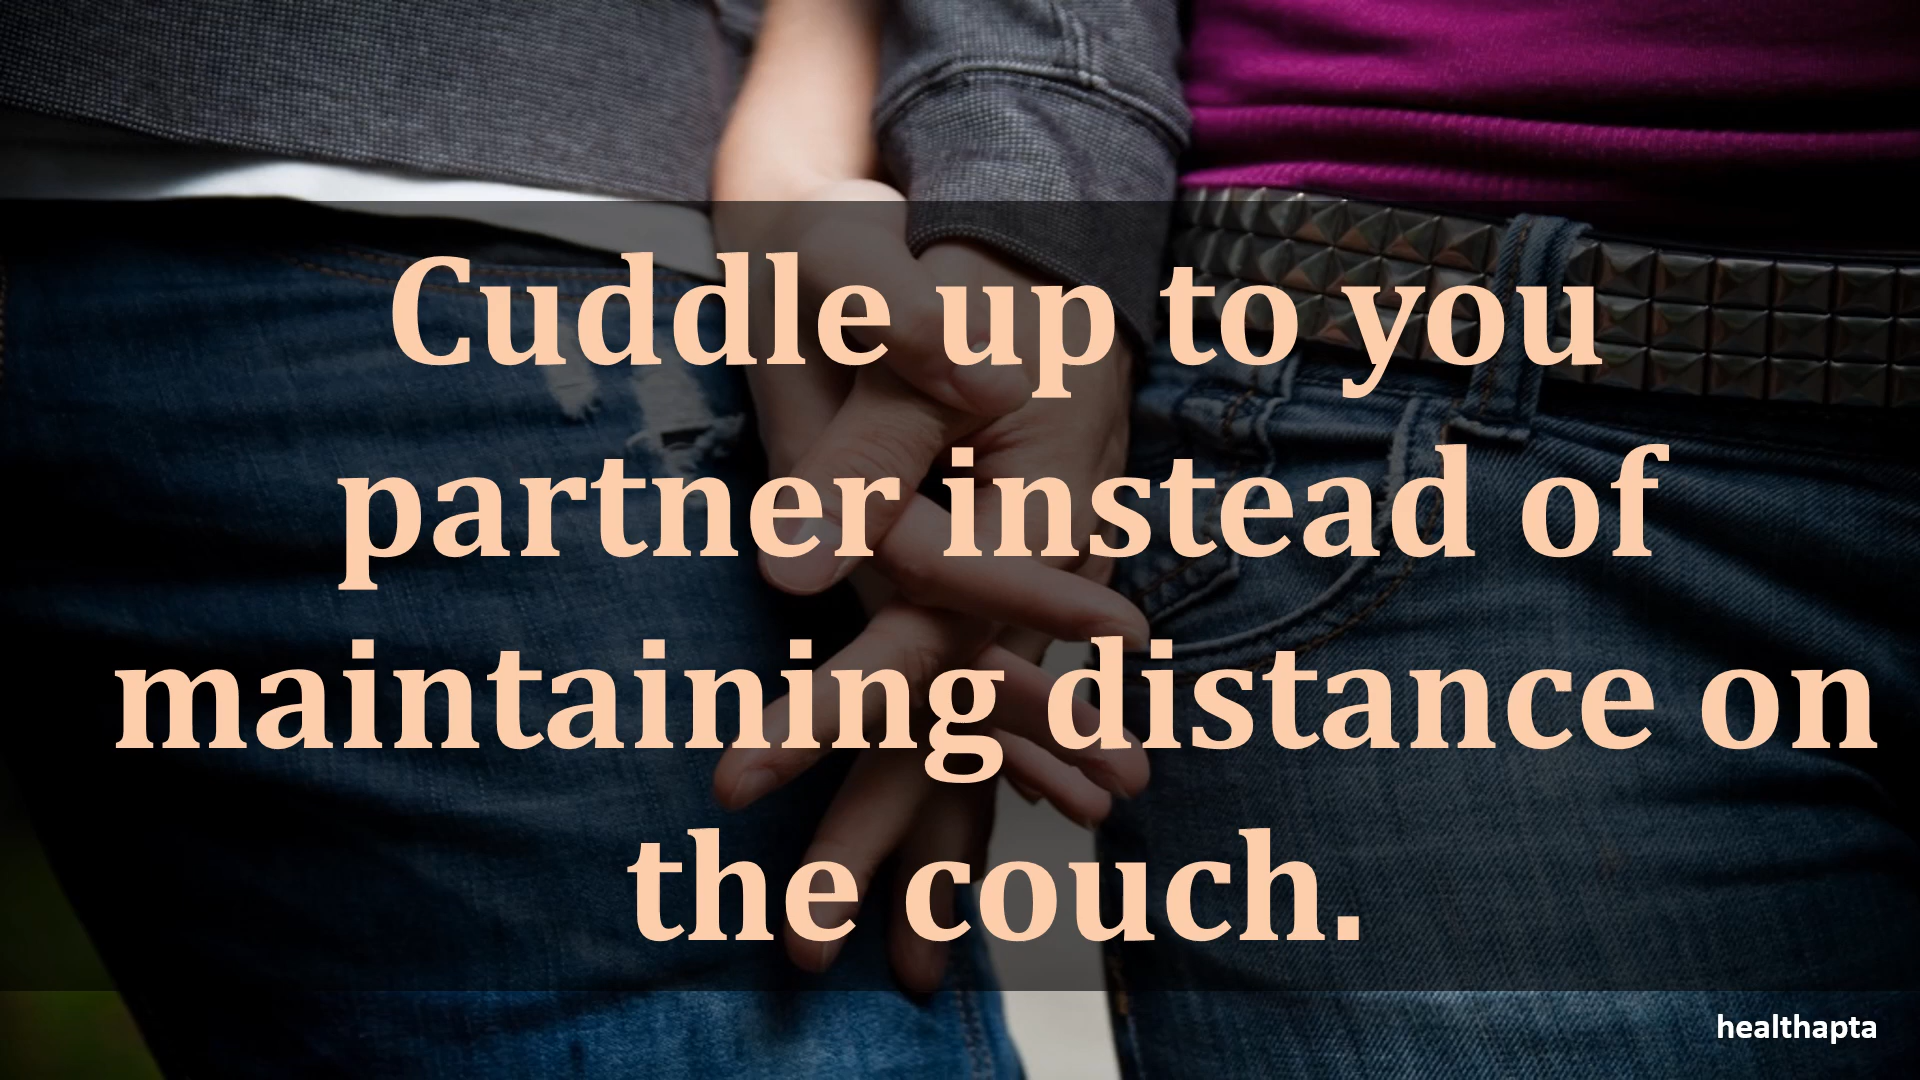 Cuddle up to you
partner instead of
maintaining distance on
the couch.
healthapta